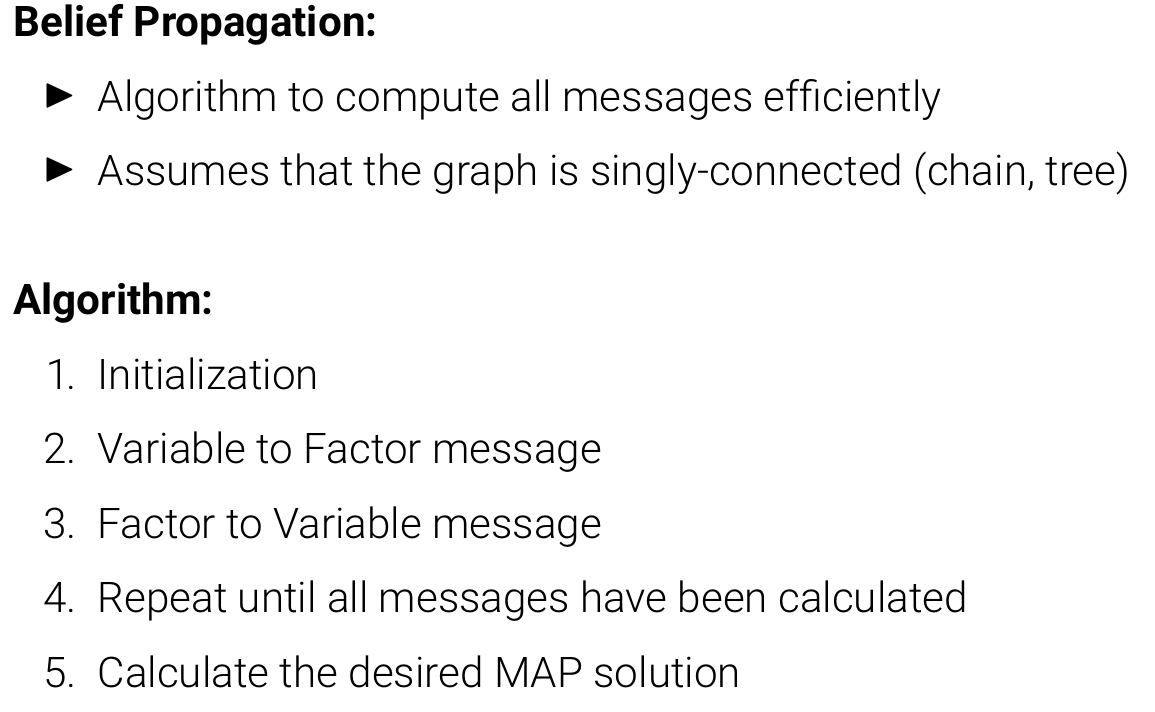 Belief Propagation:
► Algorithm to compute all messages efficiently
► Assumes that the graph is singly-connected (chain, tree)
Algorithm:
1. Initialization
2. Variable to Factor message
3. Factor to Variable message
4. Repeat until all messages have been calculated
5. Calculate the desired MAP solution